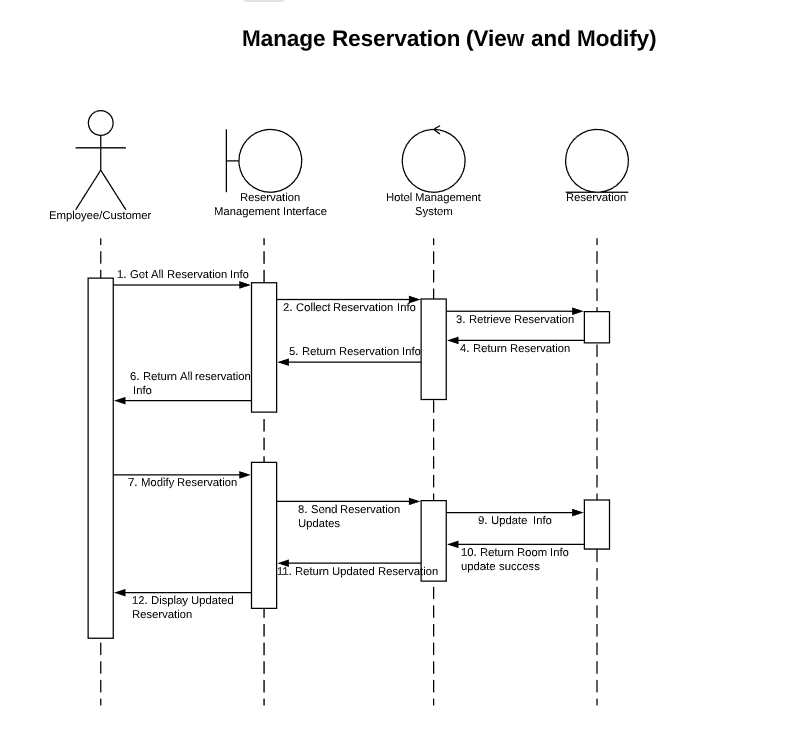 Manage Reservation (View and Modify)
Employee/Customer
Reservation
Management Interface
Hotel Management
System
Reservation
1. Get All Reservation Info
2. Collect Reservation Info
3. Retrieve Reservation
4. Return Reservation
5. Return Reservation Info
6. Return All reservation
Info
7. Modify Reservation
8. Send Reservation
Updates
9. Update Info
10. Return Room Info
update success
11. Return Updated Reservation
12. Display Updated
Reservation